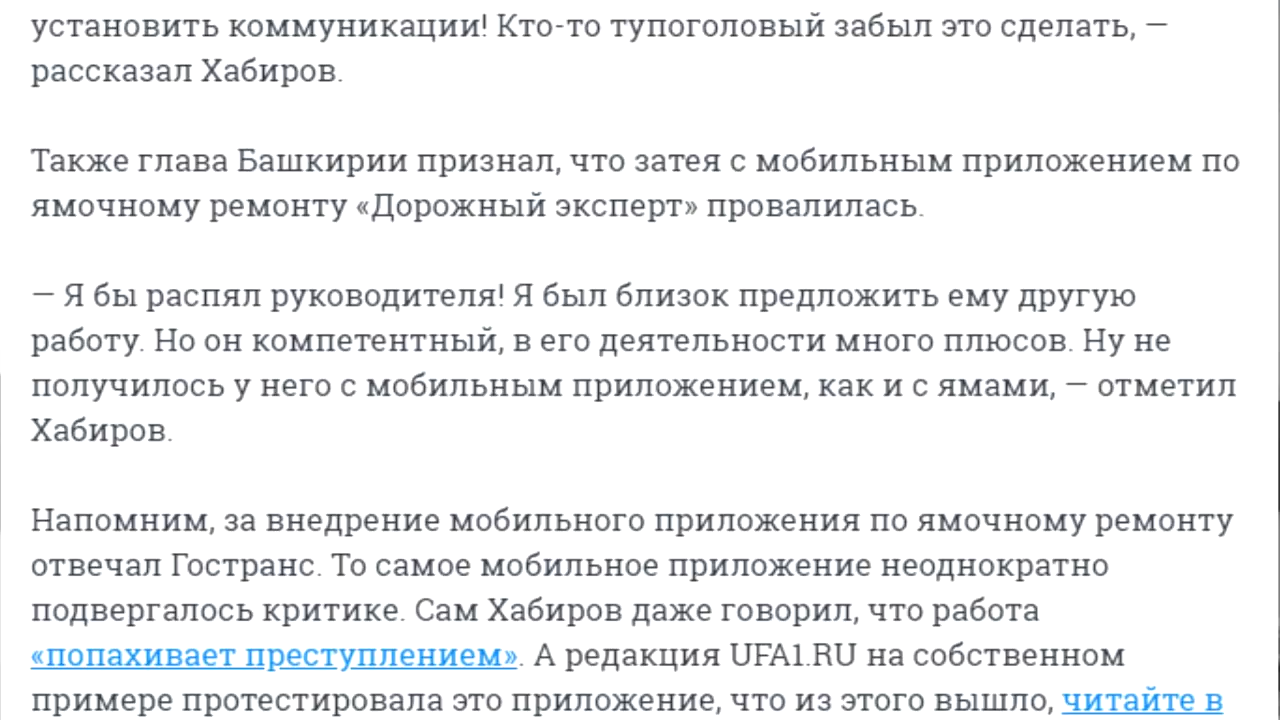 установить коммуникации! Кто-то тупоголовый забыл это сделать, —
рассказал Хабиров.
Также глава Башкирии признал, что затея с мобильным приложением по
ямочному ремонту «Дорожный эксперт» провалилась.
— Я бы распял руководителя! Я был близок предложить ему другую
работу. Но он компетентный, в его деятельности много плюсов. Ну не
получилось у него с мобильным приложением, как и с ямами, — отметил
Хабиров.
Напомним, за внедрение мобильного приложения по ямочному ремонту
отвечал Гостранс. То самое мобильное приложение неоднократно
подвергалось критике. Сам Хабиров даже говорил, что работа
«попахивает преступлением». А редакция UFA1.RU на собственном
примере протестировала это приложение, что из этого вышло, читайте в